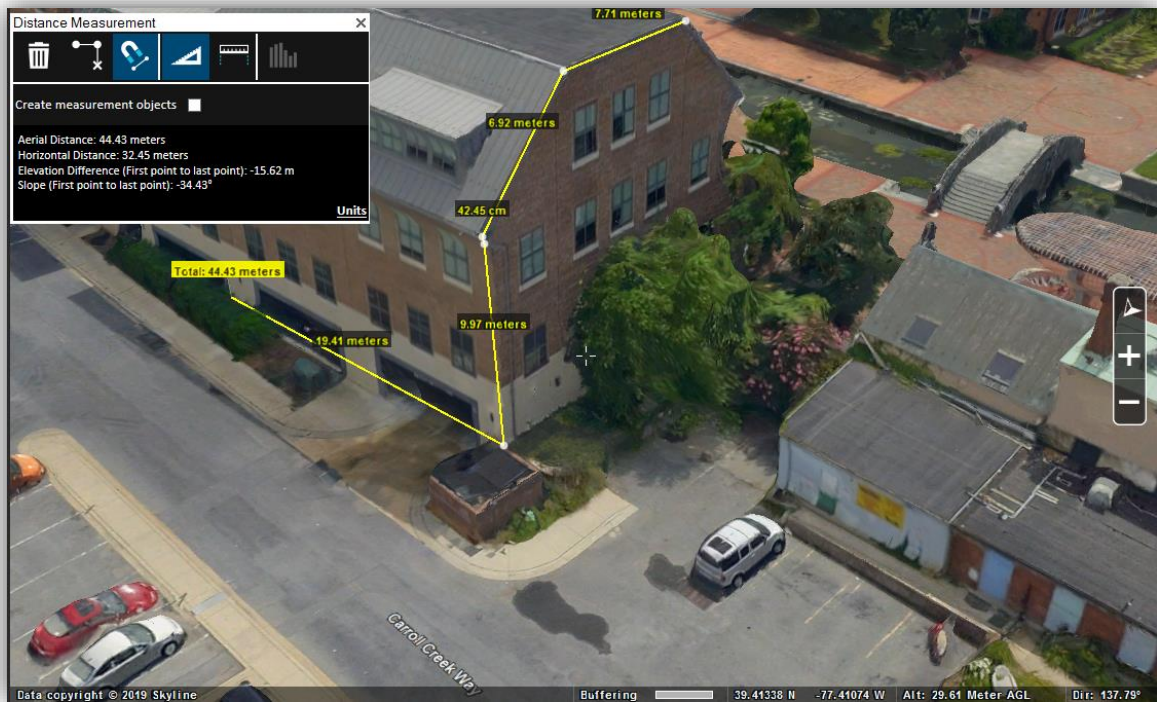 Distance Measurement
Create measurement objects
Aerial Distance: 44.43 meters
Horizontal Distance: 32.45 meters
Elevation Difference (First point to last point): -15.62 m
Slope (First point to last point): -34.43°
Units
7.71 meters
6.92 meters
42.45 cm
Total: 44.43 meters
9.97 meters
19.41 meters
Carroll Creek Way
Data copyright © 2019 Skyline
Buffering
39.41338 N -77.41074 W Alt: 29.61 Meter AGL Dir: 137.79°